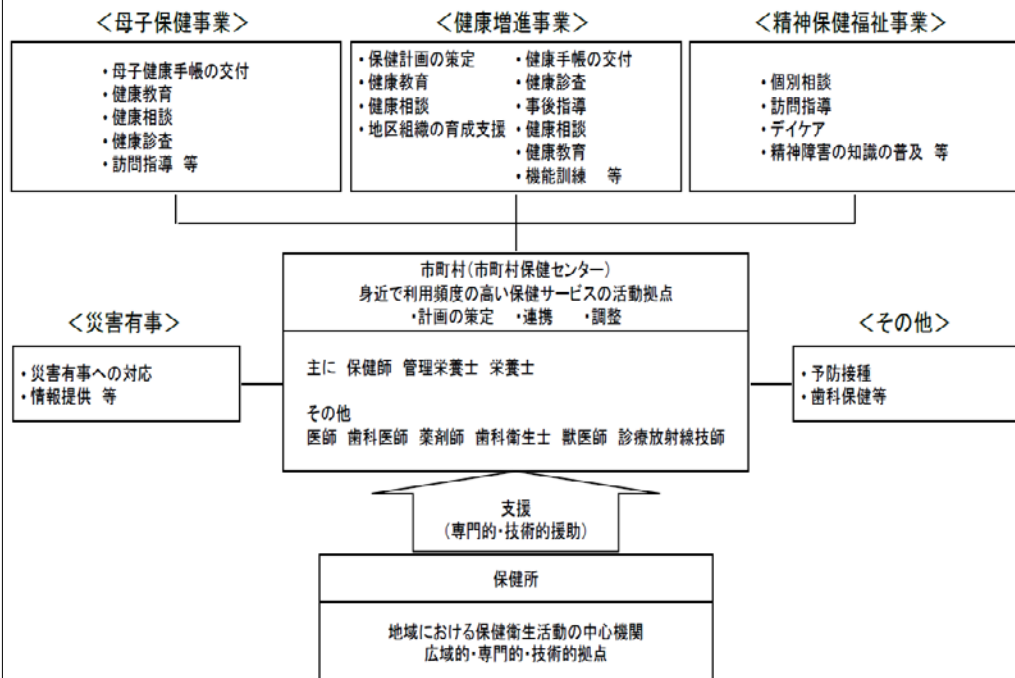 ＜母子保健事業＞
・母子健康手帳の交付
・健康教育
・健康相談
・健康診査
・訪問指導 等
＜健康増進事業＞
・保健計画の策定
・健康教育
・健康相談
・地区組織の育成支援
・健康手帳の交付
・健康診査
・事後指導
・健康相談
・健康教育
・機能訓練 等
＜精神保健福祉事業＞
・個別相談
・訪問指導
・デイケア
・精神障害の知識の普及 等
＜災害有事＞
・災害有事への対応
・情報提供 等
市町村(市町村保健センター)
身近で利用頻度の高い保健サービスの活動拠点
・計画の策定 ・連携 ・調整
主に 保健師 管理栄養士 栄養士
その他
医師 歯科医師 薬剤師 歯科衛生士 獣医師 診療放射線技師
＜その他＞
・予防接種
・歯科保健等
支援
(専門的・技術的援助)
保健所
地域における保健衛生活動の中心機関
広域的・専門的・技術的拠点